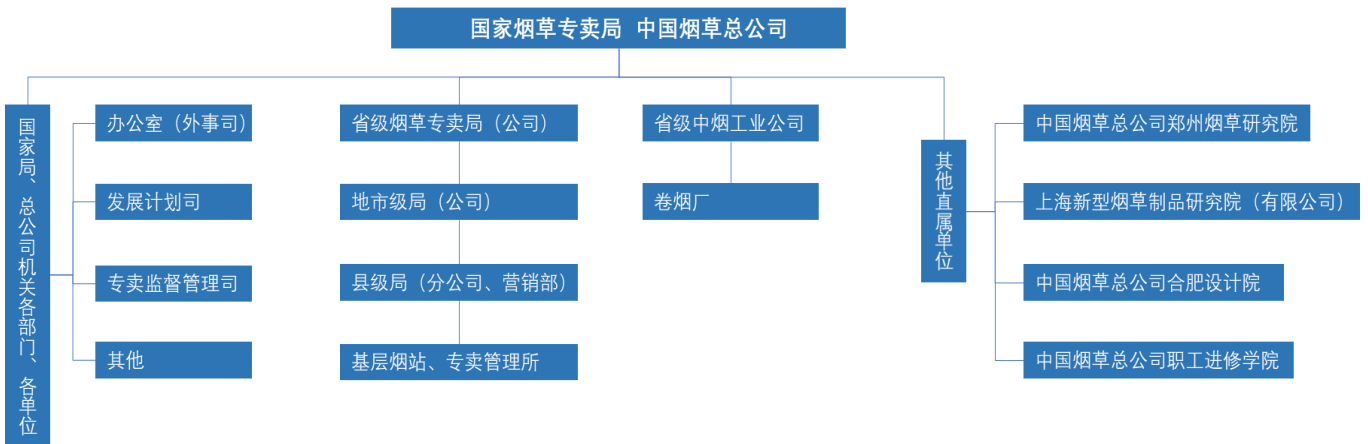 国家烟草专卖局 中国烟草总公司
国家局、总公司机关各部门、各单位
办公室（外事司）
发展计划司
专卖监督管理司
其他
省级烟草专卖局（公司）
地市级局（公司）
县级局（分公司、营销部）
基层烟站、专卖管理所
省级中烟工业公司
卷烟厂
其他直属单位
中国烟草总公司郑州烟草研究院
上海新型烟草制品研究院（有限公司）
中国烟草总公司合肥设计院
中国烟草总公司职工进修学院